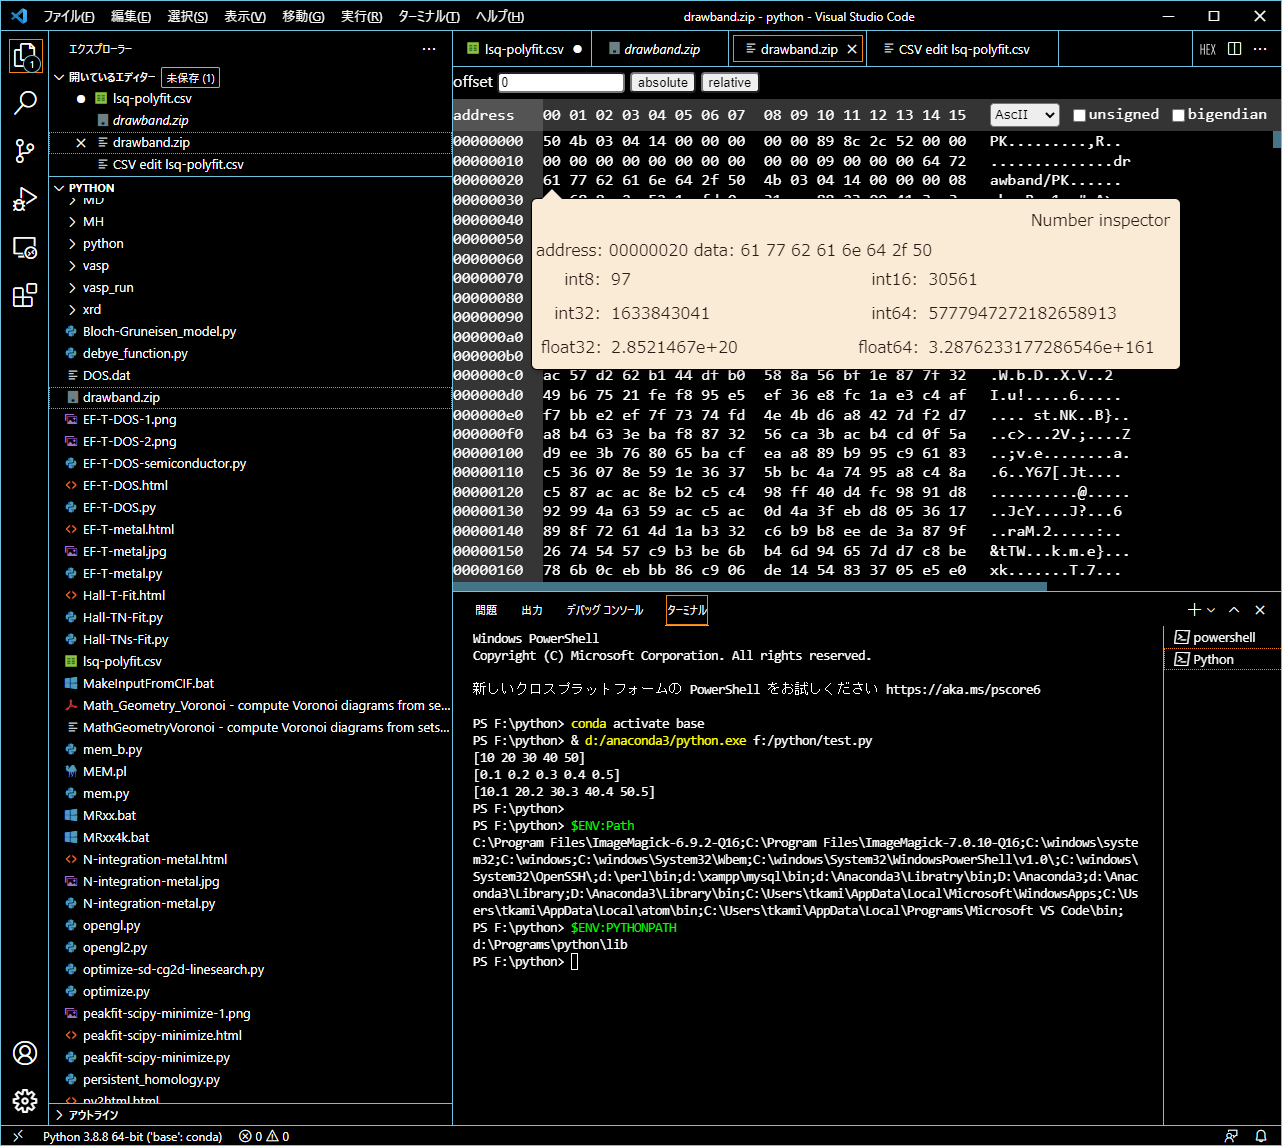 ファイル(F) 編集(E) 選択(S) 表示(V) 移動(G) 実行(R) ターミナル(T) ヘルプ(H) drawband.zip - python - Visual Studio Code
エクスプローラー
lsq-polyfit.csv drawband.zip drawband.zip CSV edit lsq-polyfit.csv HEX
1
開いているエディター 未保存 (1)
lsq-polyfit.csv
drawband.zip
drawband.zip
CSV edit lsq-polyfit.csv
PYTHON
MD
MH
python
vasp
vasp_run
xrd
Bloch-Gruneisen_model.py
debye_function.py
DOS.dat
drawband.zip
EF-T-DOS-1.png
EF-T-DOS-2.png
EF-T-DOS-semiconductor.py
EF-T-DOS.html
EF-T-DOS.py
EF-T-metal.html
EF-T-metal.jpg
EF-T-metal.py
Hall-T-Fit.html
Hall-TN-Fit.py
Hall-TNs-Fit.py
lsq-polyfit.csv
MakeInputFromCIF.bat
Math_Geometry_Voronoi - compute Voronoi diagrams from se...
MathGeometryVoronoi - compute Voronoi diagrams from sets...
mem_b.py
MEM.pl
mem.py
MRxx.bat
MRxx4k.bat
N-integration-metal.html
N-integration-metal.jpg
N-integration-metal.py
opengl.py
opengl2.py
optimize-sd-cg2d-linesearch.py
optimize.py
peakfit-scipy-minimize-1.png
peakfit-scipy-minimize.html
peakfit-scipy-minimize.py
persistent_homology.py
py2html.html
アウトライン
offset 0 absolute relative
address 00 01 02 03 04 05 06 07 08 09 10 11 12 13 14 15 AscII unsigned bigendian
00000000 50 4b 03 04 14 00 00 00 00 00 89 8c 2c 52 00 00 PK.........,R..
00000010 00 00 00 00 00 00 00 00 00 00 09 00 00 00 64 72 ..............dr
00000020 61 77 62 61 6e 64 2f 50 4b 03 04 14 00 00 00 08 awband/PK......
00000030
00000040
00000050
00000060
00000070
00000080
00000090
000000a0
000000b0
Number inspector
address: 00000020 data: 61 77 62 61 6e 64 2f 50
int8: 97 int16: 30561
int32: 1633843041 int64: 5777947272182658913
float32: 2.8521467e+20 float64: 3.2876233177286546e+161
000000c0 ac 57 d2 62 b1 44 df b0 58 8a 56 bf 1e 87 7f 32 .W.b.D..X.V..2
000000d0 49 b6 75 21 fe f8 95 e5 ef 36 e8 fc 1a e3 c4 af I.u!.....6.....
000000e0 f7 bb e2 ef 7f 73 74 fd 4e 4b d6 a8 42 7d f2 d7 .... st.NK..B}..
000000f0 a8 b4 63 3e ba f8 87 32 56 ca 3b ac b4 cd 0f 5a ..c>...2V.;....Z
00000100 d9 ee 3b 76 80 65 ba cf ea a8 89 b9 95 c9 61 83 ..;v.e........a.
00000110 c5 36 07 8e 59 1e 36 37 5b bc 4a 74 95 a8 c4 8a .6..Y67[.Jt....
00000120 c5 87 ac ac 8e b2 c5 c4 98 ff 40 d4 fc 98 91 d8 ..........@.....
00000130 92 99 4a 63 59 ac c5 ac 0d 4a 3f eb d8 05 36 17 ..JcY....J?...6
00000140 89 8f 72 61 4d 1a b3 32 c6 b9 b8 ee de 3a 87 9f ..raM.2.....:..
00000150 26 74 54 57 c9 b3 be 6b b4 6d 94 65 7d d7 c8 be &tTW...k.m.e}...
00000160 78 6b 0c eb bb 86 c9 06 de 14 54 83 37 05 e5 e0 xk.......T.7...
問題 出力 デバッグ コンソール ターミナル
Windows PowerShell
Copyright (C) Microsoft Corporation. All rights reserved.
新しいクロスプラットフォームの PowerShell をお試しください https://aka.ms/pscore6
PS F:\python> conda activate base
PS F:\python> & d:/anaconda3/python.exe f:/python/test.py
[10 20 30 40 50]
[0.1 0.2 0.3 0.4 0.5]
[10.1 20.2 30.3 40.4 50.5]
PS F:\python>
PS F:\python> $ENV:Path
C:\Program Files\ImageMagick-6.9.2-Q16;C:\Program Files\ImageMagick-7.0.10-Q16;C:\windows\syste
m32;C:\windows;C:\windows\System32\Wbem;C:\windows\System32\WindowsPowerShell\v1.0\;C:\windows\
System32\OpenSSH\;d:\perl\bin;d:\xampp\mysql\bin;d:\Anaconda3\Libratry\bin;D:\Anaconda3;d:\Anac
onda3\Library;D:\Anaconda3\Library\bin;C:\Users\tkami\AppData\Local\Microsoft\WindowsApps;C:\Us
ers\tkami\AppData\Local\atom\bin;C:\Users\tkami\AppData\Local\Programs\Microsoft VS Code\bin;
PS F:\python> $ENV:PYTHONPATH
d:\Programs\python\lib
PS F:\python>
powershell
Python
Python 3.8.8 64-bit ('base': conda) 0 0